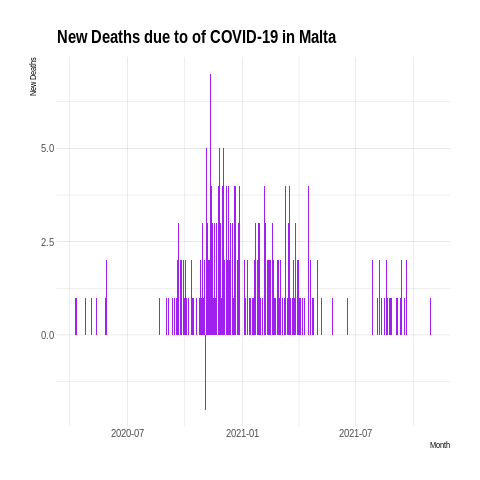 New Deaths due to of COVID-19 in Malta
New Deaths
5.0
2.5
0.0
2020-07 2021-01 2021-07
Month